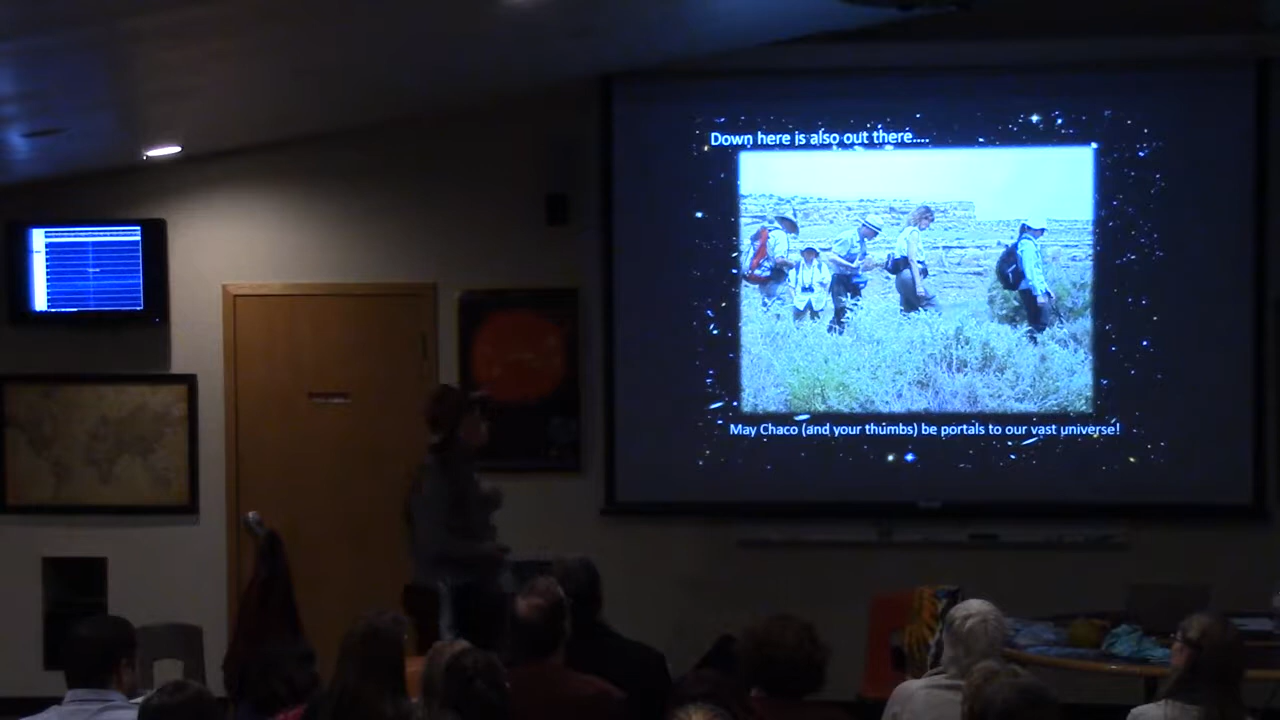 Down here is also out there....
May Chaco (and your thumbs) be portals to our vast universe!